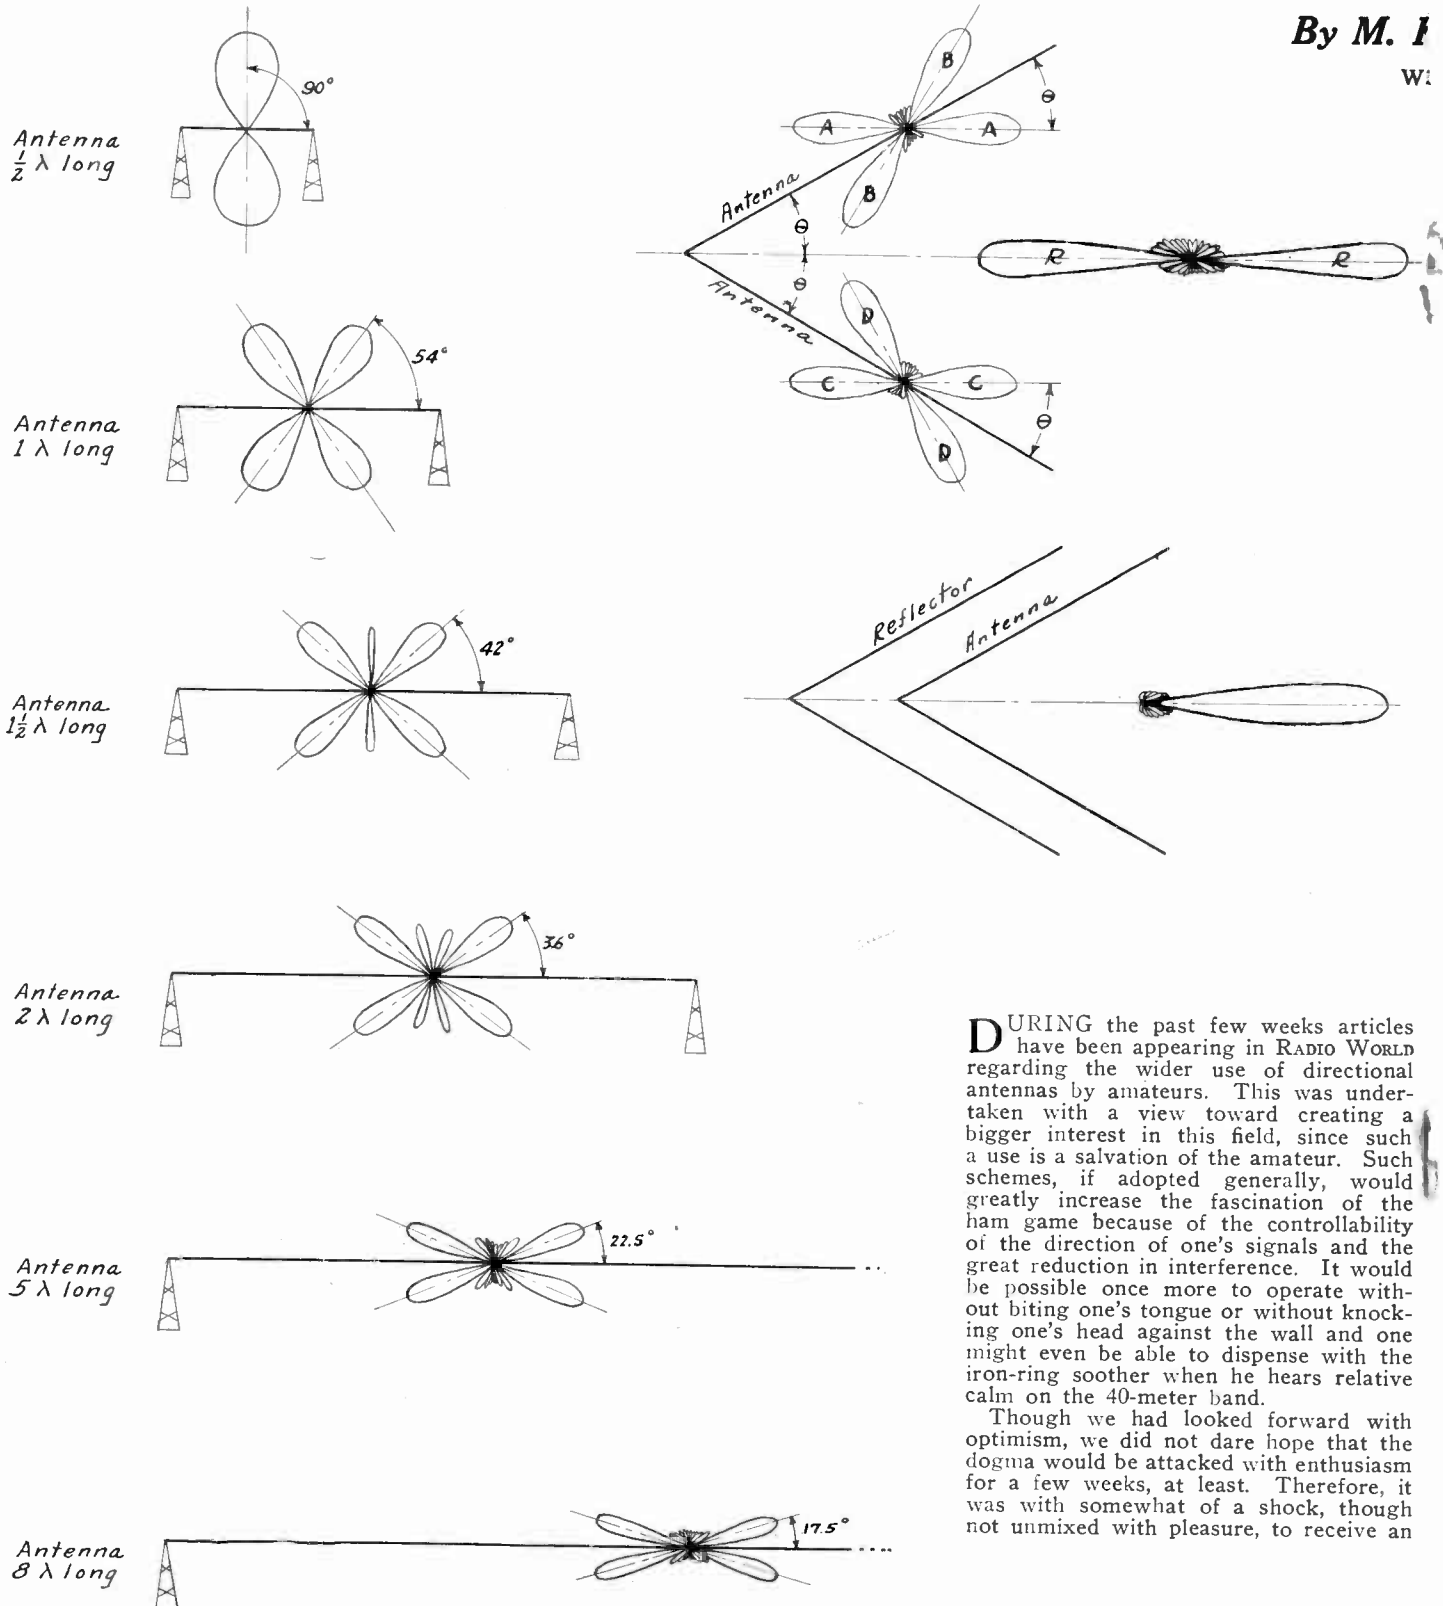 By M.
90°
Antenna
1/2 λ long
54°
Antenna
1 λ long
42°
Antenna
1 1/2 λ long
36°
Antenna
2 λ long
22.5°
Antenna
5 λ long
17.5°
Antenna
8 λ long
B
A
A
B
θ
Antenna
θ
θ
Antenna
D
C
C
D
θ
R
R
Reflector
Antenna
DURING the past few weeks articles
have been appearing in RADIO WORLD
regarding the wider use of directional
antennas by amateurs. This was under-
taken with a view toward creating a
bigger interest in this field, since such
a use is a salvation of the amateur. Such
schemes, if adopted generally, would
greatly increase the fascination of the
ham game because of the controllability
of the direction of one's signals and the
great reduction in interference. It would
be possible once more to operate with-
out biting one's tongue or without knock-
ing one's head against the wall and one
might even be able to dispense with the
iron-ring soother when he hears relative
calm on the 40-meter band.
Though we had looked forward with
optimism, we did not dare hope that the
dogma would be attacked with enthusiasm
for a few weeks, at least. Therefore, it
was with somewhat of a shock, though
not unmixed with pleasure, to receive an